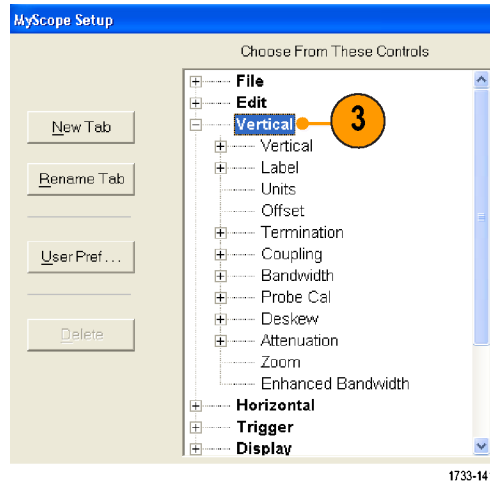 MyScope Setup
Choose From These Controls
File
Edit
Vertical
3
Vertical
Label
Units
Offset
Termination
Coupling
Bandwidth
Probe Cal
Deskew
Attenuation
Zoom
Enhanced Bandwidth
Horizontal
Trigger
Display
New Tab
Rename Tab
User Pref...
Delete
1733-14